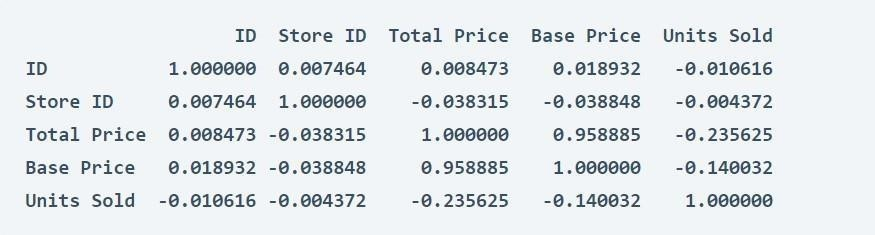 ID Store ID Total Price Base Price Units Sold
ID 1.000000 0.007464 0.008473 0.018932 -0.010616
Store ID 0.007464 1.000000 -0.038315 -0.038848 -0.004372
Total Price 0.008473 -0.038315 1.000000 0.958885 -0.235625
Base Price 0.018932 -0.038848 0.958885 1.000000 -0.140032
Units Sold -0.010616 -0.004372 -0.235625 -0.140032 1.000000